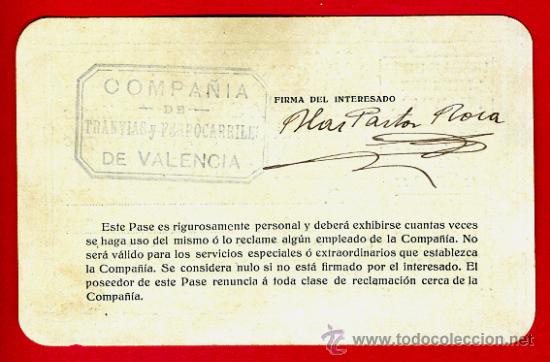 COMPAÑIA
DE
TRANVIAS y FERROCARRILES
DE VALENCIA
FIRMA DEL INTERESADO
Blas Pastor Roca
Este Pase es rigurosamente personal y deberá exhibirse cuantas veces
se haga uso del mismo ó lo reclame algún empleado de la Compañía. No
será válido para los servicios especiales ó extraordinarios que establezca
la Compañía. Se considera nulo si no está firmado por el interesado. El
poseedor de este Pase renuncia á toda clase de reclamación cerca de la
Compañía.
www.todocoleccion.net